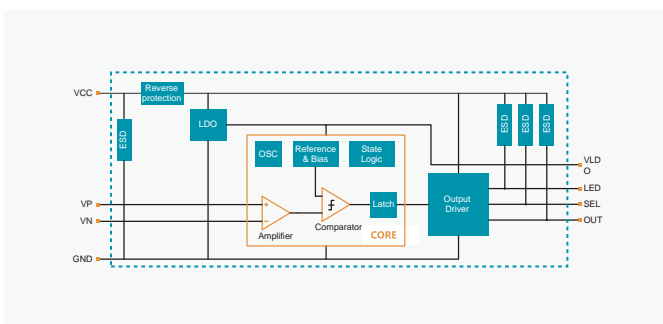 VCC
Reverse
protection
ESD
LDO
ESD
ESD
ESD
OSC
Reference
& Bias
State
Logic
VLD
O
VP
VN
+
−
Amplifier
Comparator
Latch
CORE
Output
Driver
LED
SEL
OUT
GND